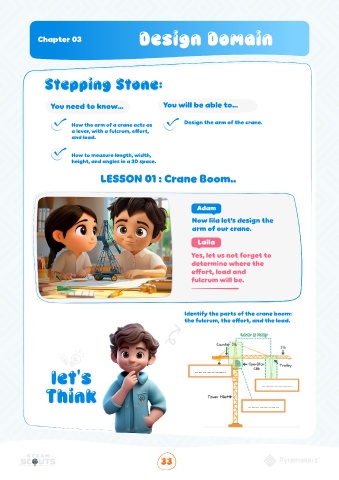 Chapter 03
Design Domain
Stepping Stone:
You need to know...
You will be able to...
How the arm of a crane acts as
a lever, with a fulcrum, effort,
and load.
Design the arm of the crane.
How to measure length, width,
height, and angles in a 3D space.
LESSON 01 : Crane Boom..
Adam
Now lila let's design the
arm of our crane.
Laila
Yes, let us not forget to
determine where the
effort, load and
fulcrum will be.
Identify the parts of the crane boom:
the fulcrum, the effort, and the load.
let's
Think
Counter Jib
Jib
Operator
Cab
Trolley
Tower
SCOUTS
33
Pyramakerz